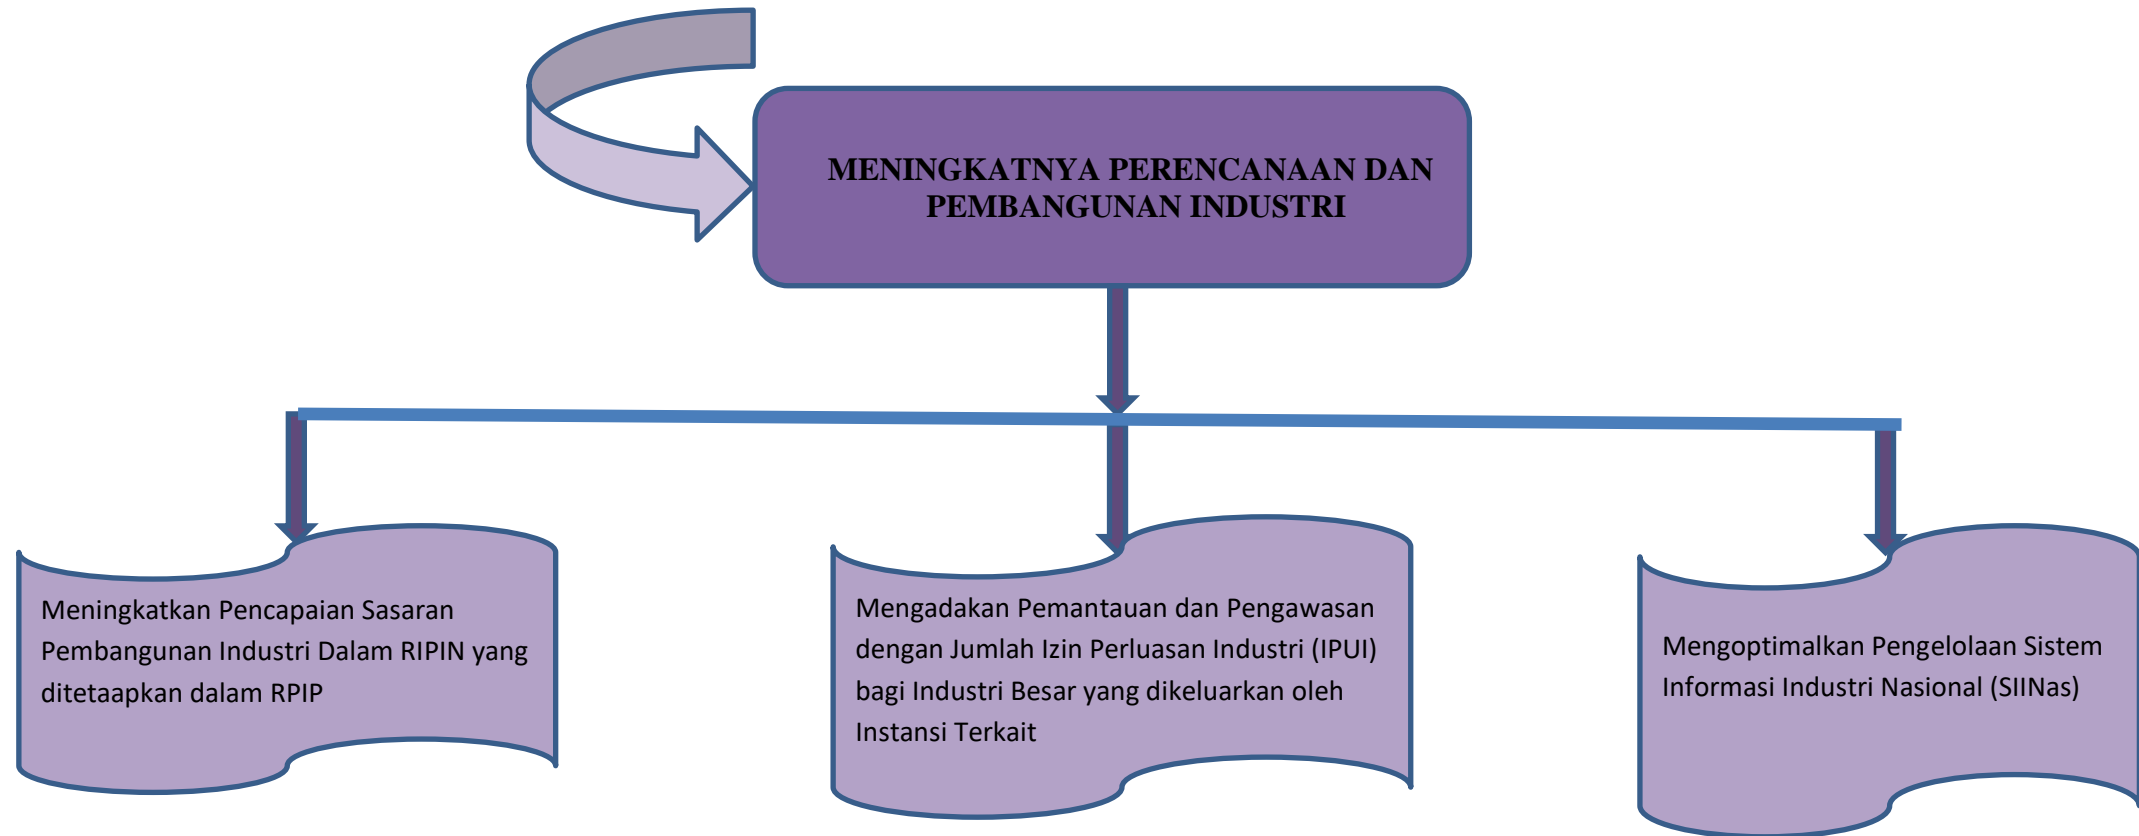 MENINGKATNYA PERENCANAAN DAN
PEMBANGUNAN INDUSTRI
Meningkatkan Pencapaian Sasaran
Pembangunan Industri Dalam RIPIN yang
ditetaapkan dalam RPIP
Mengadakan Pemantauan dan Pengawasan
dengan Jumlah Izin Perluasan Industri (IPUI)
bagi Industri Besar yang dikeluarkan oleh
Instansi Terkait
Mengoptimalkan Pengelolaan Sistem
Informasi Industri Nasional (SIINas)